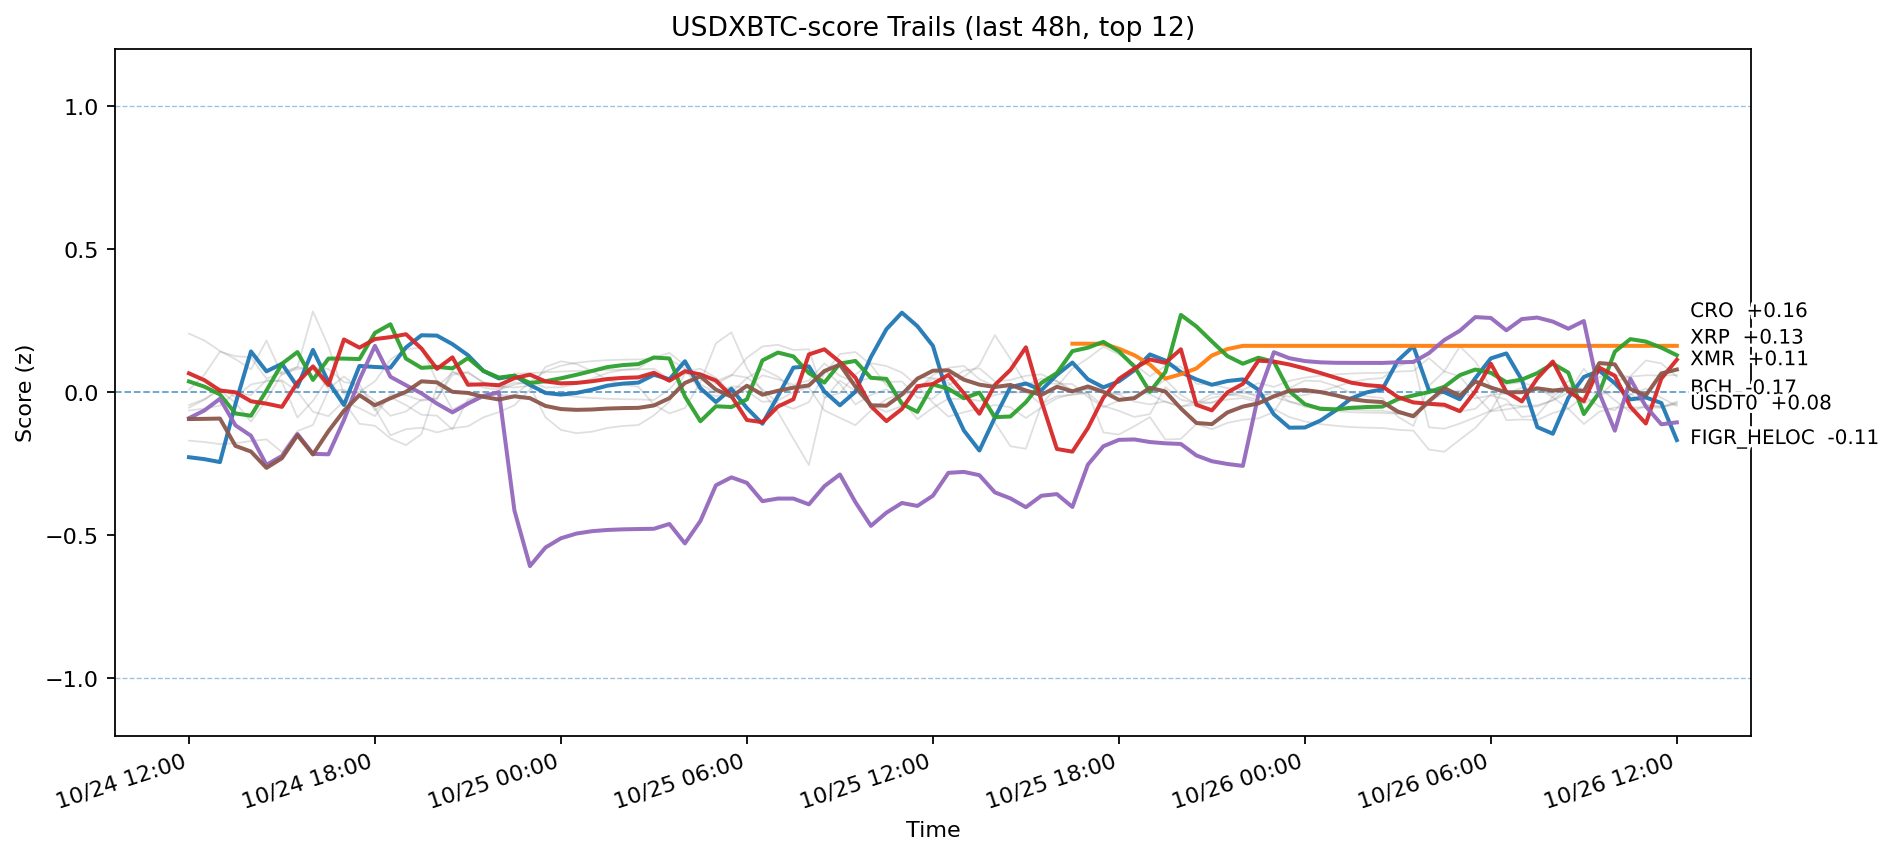 USDXBTC-score Trails (last 48h, top 12)
Score (z)
1.0
0.5
0.0
−0.5
−1.0
CRO +0.16
XRP +0.13
XMR +0.11
BCH -0.17
USDT0 +0.08
FIGR_HELOC -0.11
10/24 12:00
10/24 18:00
10/25 00:00
10/25 06:00
10/25 12:00
10/25 18:00
10/26 00:00
10/26 06:00
10/26 12:00
Time